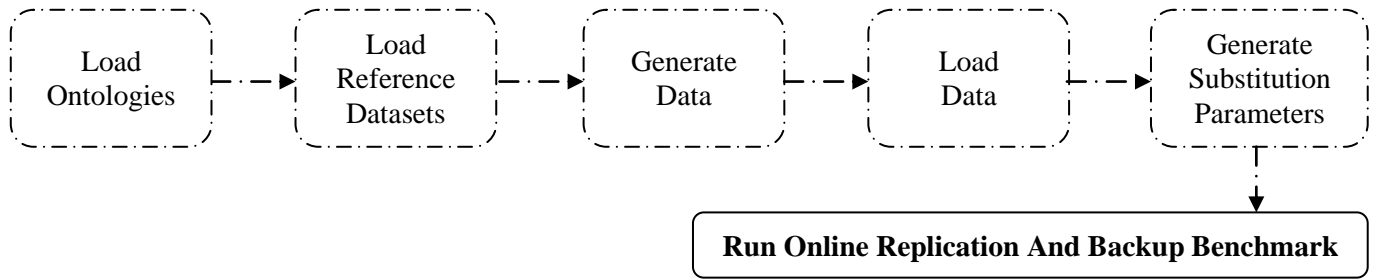 Load
Ontologies
Load
Reference
Datasets
Generate
Data
Load
Data
Generate
Substitution
Parameters
Run Online Replication And Backup Benchmark